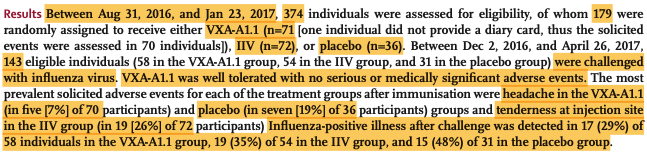 Results Between Aug 31, 2016, and Jan 23, 2017, 374 individuals were assessed for eligibility, of whom 179 were
randomly assigned to receive either VXA-A1.1 (n=71 [one individual did not provide a diary card, thus the solicited
events were assessed in 70 individuals]), IIV (n=72), or placebo (n=36). Between Dec 2, 2016, and April 26, 2017,
143 eligible individuals (58 in the VXA-A1.1 group, 54 in the IIV group, and 31 in the placebo group) were challenged
with influenza virus. VXA-A1.1 was well tolerated with no serious or medically significant adverse events. The most
prevalent solicited adverse events for each of the treatment groups after immunisation were headache in the VXA-A1.1
(in five [7%] of 70 participants) and placebo (in seven [19%] of 36 participants) groups and tenderness at injection site
in the IIV group (in 19 [26%] of 72 participants) Influenza-positive illness after challenge was detected in 17 (29%) of
58 individuals in the VXA-A1.1 group, 19 (35%) of 54 in the IIV group, and 15 (48%) of 31 in the placebo group.